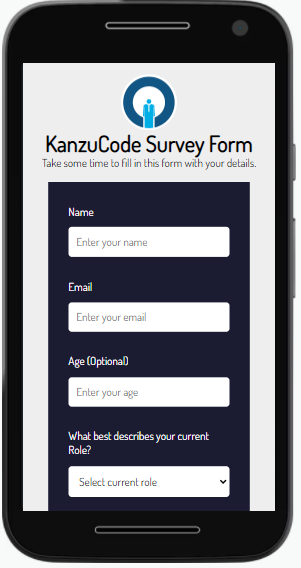 KanzuCode Survey Form
Take some time to fill in this form with your details.
Name
Enter your name
Email
Enter your email
Age (Optional)
Enter your age
What best describes your current
Role?
Select current role